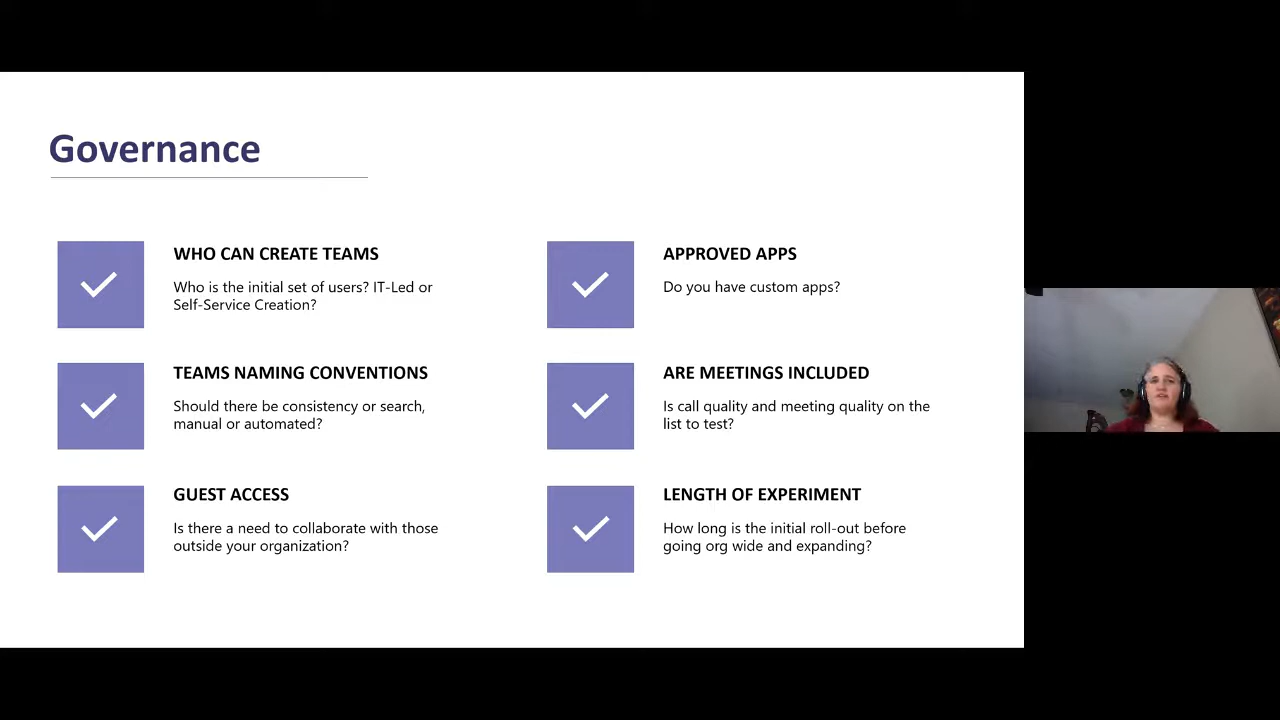 Governance
WHO CAN CREATE TEAMS
Who is the initial set of users? IT-Led or
Self-Service Creation?
TEAMS NAMING CONVENTIONS
Should there be consistency or search,
manual or automated?
GUEST ACCESS
Is there a need to collaborate with those
outside your organization?
APPROVED APPS
Do you have custom apps?
ARE MEETINGS INCLUDED
Is call quality and meeting quality on the
list to test?
LENGTH OF EXPERIMENT
How long is the initial roll-out before
going org wide and expanding?